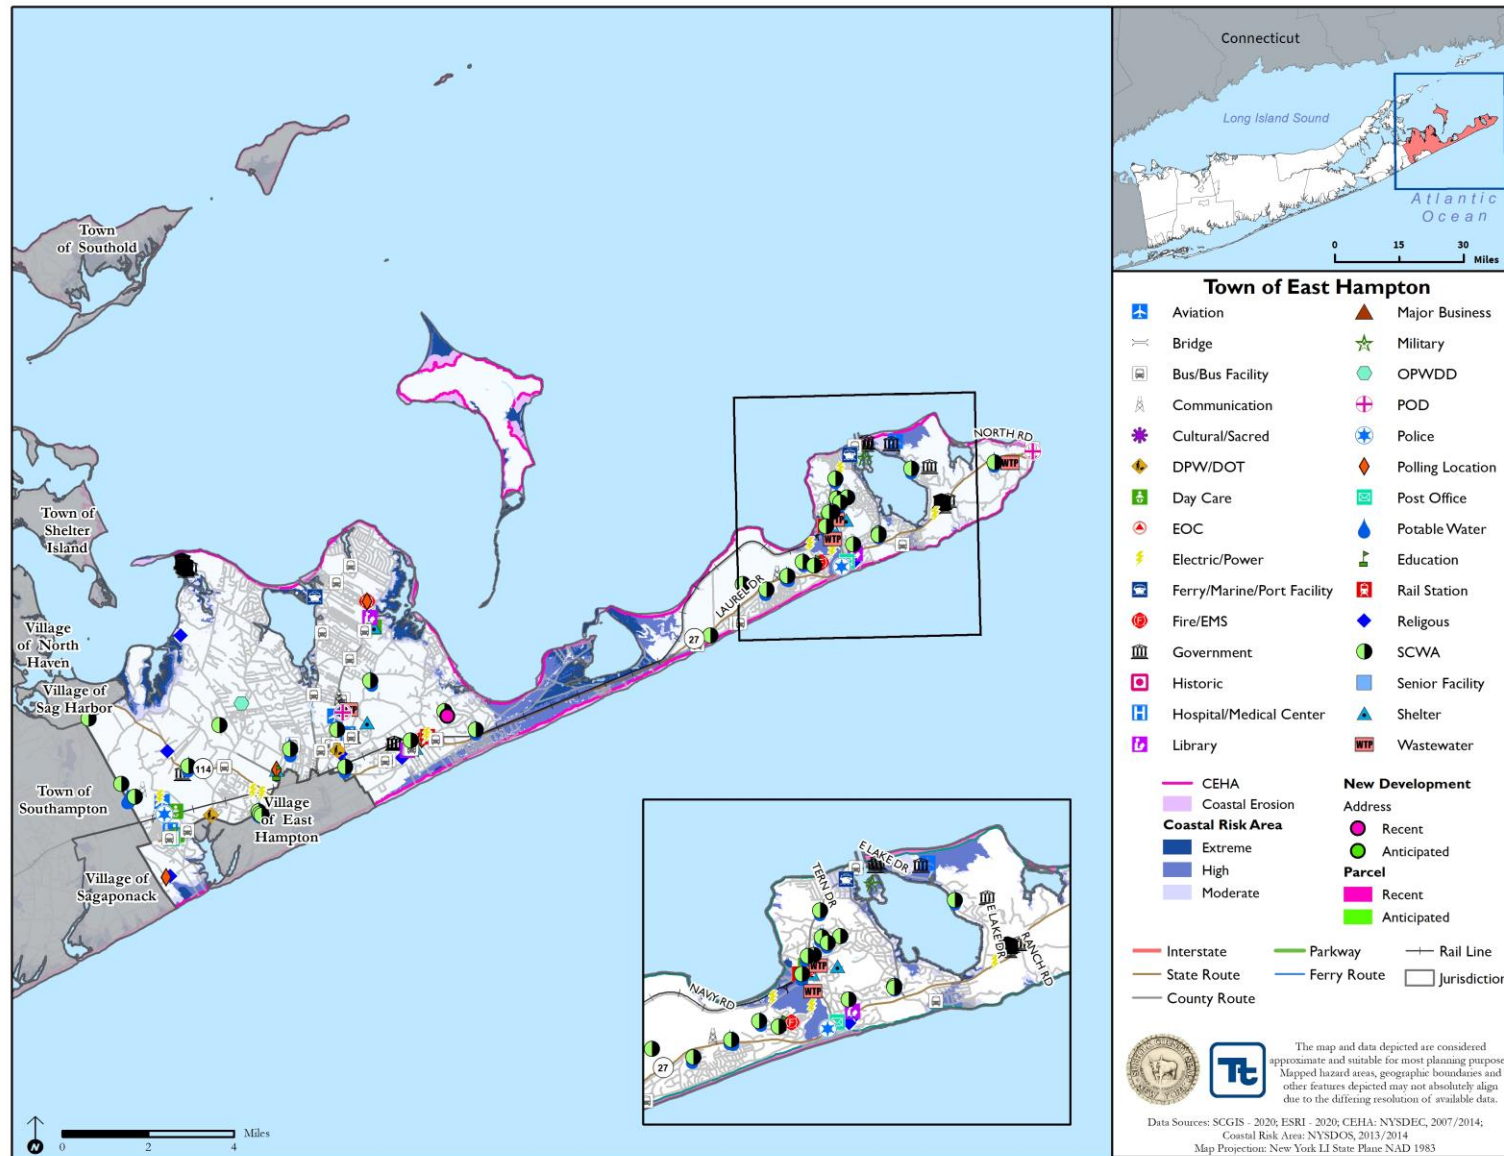 Town
of Southold
Town of
Shelter
Island
Village
of North
Haven
Village of
Sag Harbor
Town of
Southampton
Village
of East
Hampton
Village of
Sagaponack
114
27
LAUREL DR
NORTH RD
WTP
WTP
N
0 2 4 Miles
E LAKE DR
TERN DR
E LAKE DR
RANCH RD
NAVY RD
WTP
WTP
27
Connecticut
Long Island Sound
Atlantic
Ocean
0 15 30
Miles
Town of East Hampton
Aviation
Bridge
Bus/Bus Facility
Communication
Cultural/Sacred
DPW/DOT
Day Care
EOC
Electric/Power
Ferry/Marine/Port Facility
Fire/EMS
Government
Historic
Hospital/Medical Center
Library
Major Business
Military
OPWDD
POD
Police
Polling Location
Post Office
Potable Water
Education
Rail Station
Religous
SCWA
Senior Facility
Shelter
WTP Wastewater
CEHA
Coastal Erosion
Coastal Risk Area
Extreme
High
Moderate
New Development
Address
Recent
Anticipated
Parcel
Recent
Anticipated
Interstate
State Route
County Route
Parkway
Ferry Route
Rail Line
Jurisdiction
Tt
The map and data depicted are considered
approximate and suitable for most planning purpose
Mapped hazard areas, geographic boundaries and
other features depicted may not absolutely align
due to the differing resolution of available data.
Data Sources: SCGIS - 2020; ESRI - 2020; CEHA: NYSDEC, 2007/2014;
Coastal Risk Area: NYSDOS, 2013/2014
Map Projection: New York LI State Plane NAD 1983